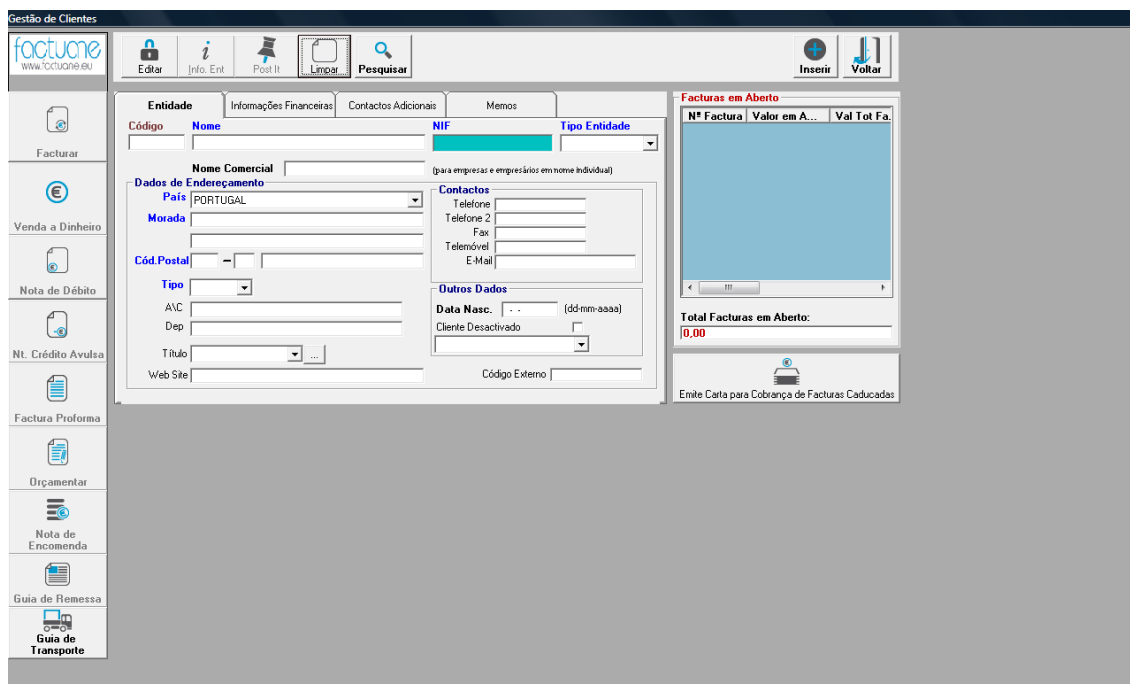 Gestão de Clientes
factuone
www.factuone.eu
Editar
Info. Ent
Post It
Limpar
Pesquisar
Inserir
Voltar
Facturar
Venda a Dinheiro
Nota de Débito
Nt. Crédito Avulsa
Factura Proforma
Orçamentar
Nota de
Encomenda
Guia de Remessa
Guia de
Transporte
Entidade
Informações Financeiras
Contactos Adicionais
Memos
Código
Nome
NIF
Tipo Entidade
Nome Comercial
(para empresas e empresários em nome individual)
Dados de Endereçamento
País
PORTUGAL
Morada
Cód.Postal
–
Tipo
A\C
Dep
Título
...
Web Site
Contactos
Telefone
Telefone 2
Fax
Telemóvel
E-Mail
Outros Dados
Data Nasc.
- -
(dd-mm-aaaa)
Cliente Desactivado
Código Externo
Facturas em Aberto
Nº Factura
Valor em A...
Val Tot Fa.
Total Facturas em Aberto:
0,00
Emite Carta para Cobrança de Facturas Caducadas